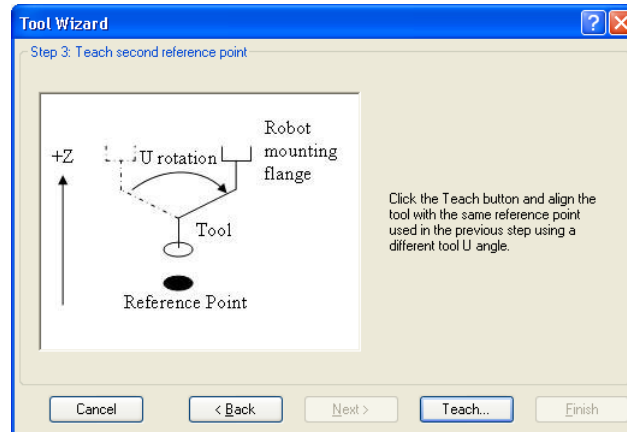 Tool Wizard
Step 3: Teach second reference point
+Z
U rotation
Robot
mounting
flange
Tool
Reference Point
Click the Teach button and align the
tool with the same reference point
used in the previous step using a
different tool U angle.
Cancel
< Back
Next >
Teach...
Finish